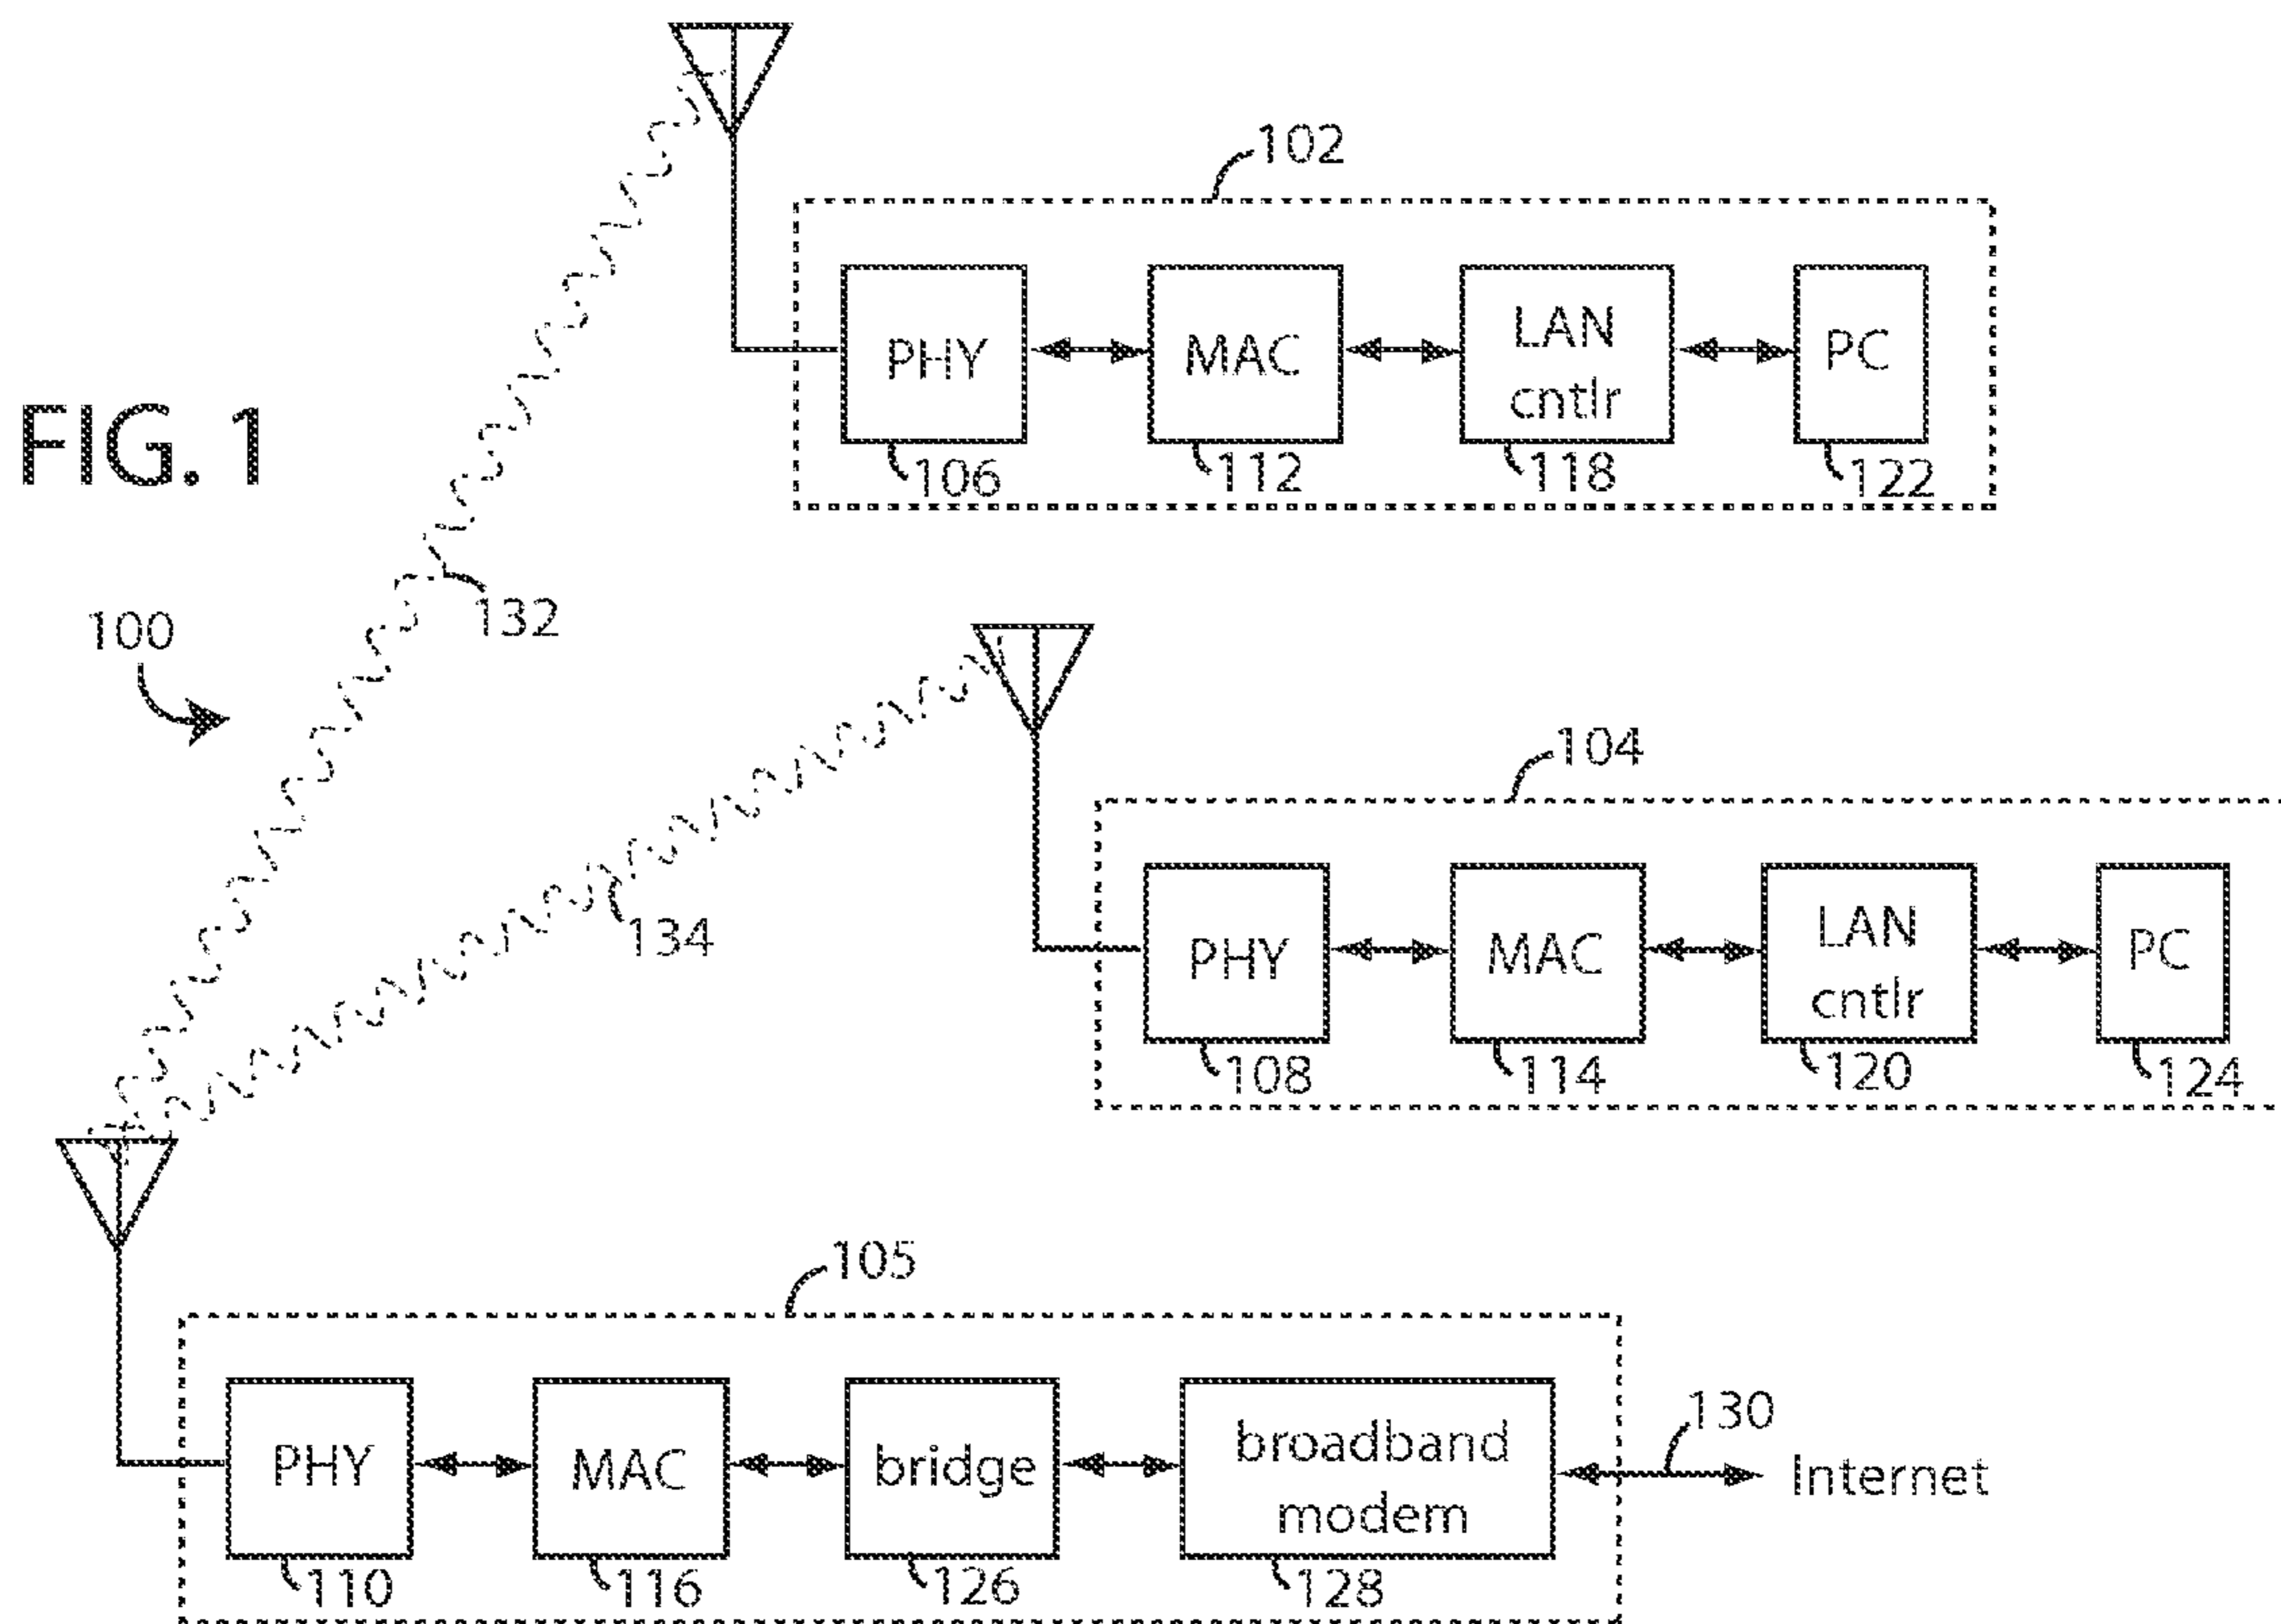 102
PHY
MAC
LAN
cntlr
PC
106
112
118
122
FIG. 1
132
100
104
PHY
MAC
LAN
cntlr
PC
134
108
114
120
124
105
PHY
MAC
bridge
broadband
modem
130
Internet
110
116
126
128